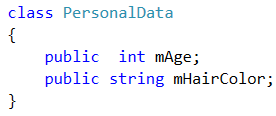 class PersonalData
{
    public  int mAge;
    public string mHairColor;
}